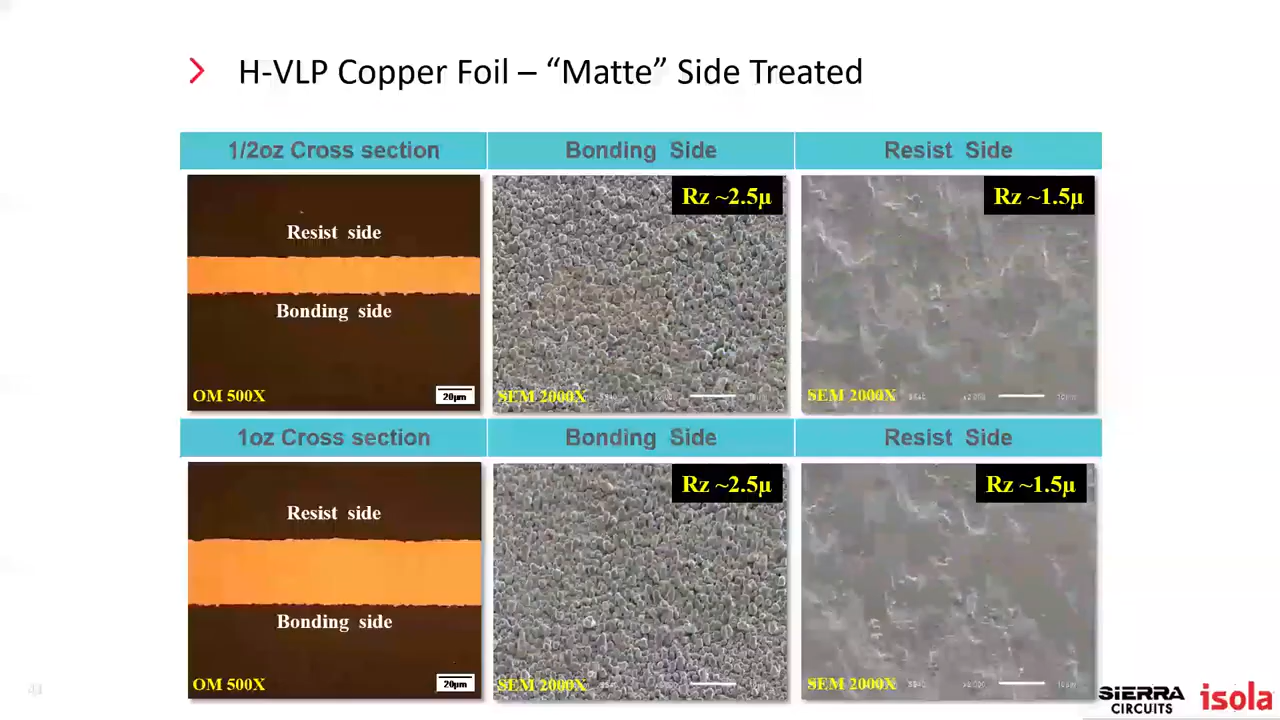 H-VLP Copper Foil – “Matte” Side Treated
1/2oz Cross section
Bonding Side
Resist Side
Resist side
Bonding side
OM 500X
20μm
Rz ~2.5μ
SEM 2000X
Rz ~1.5μ
SEM 2000X
1oz Cross section
Bonding Side
Resist Side
Resist side
Bonding side
OM 500X
20μm
Rz ~2.5μ
SEM 2000X
Rz ~1.5μ
SEM 2000X
SIERRA
CIRCUITS
isola